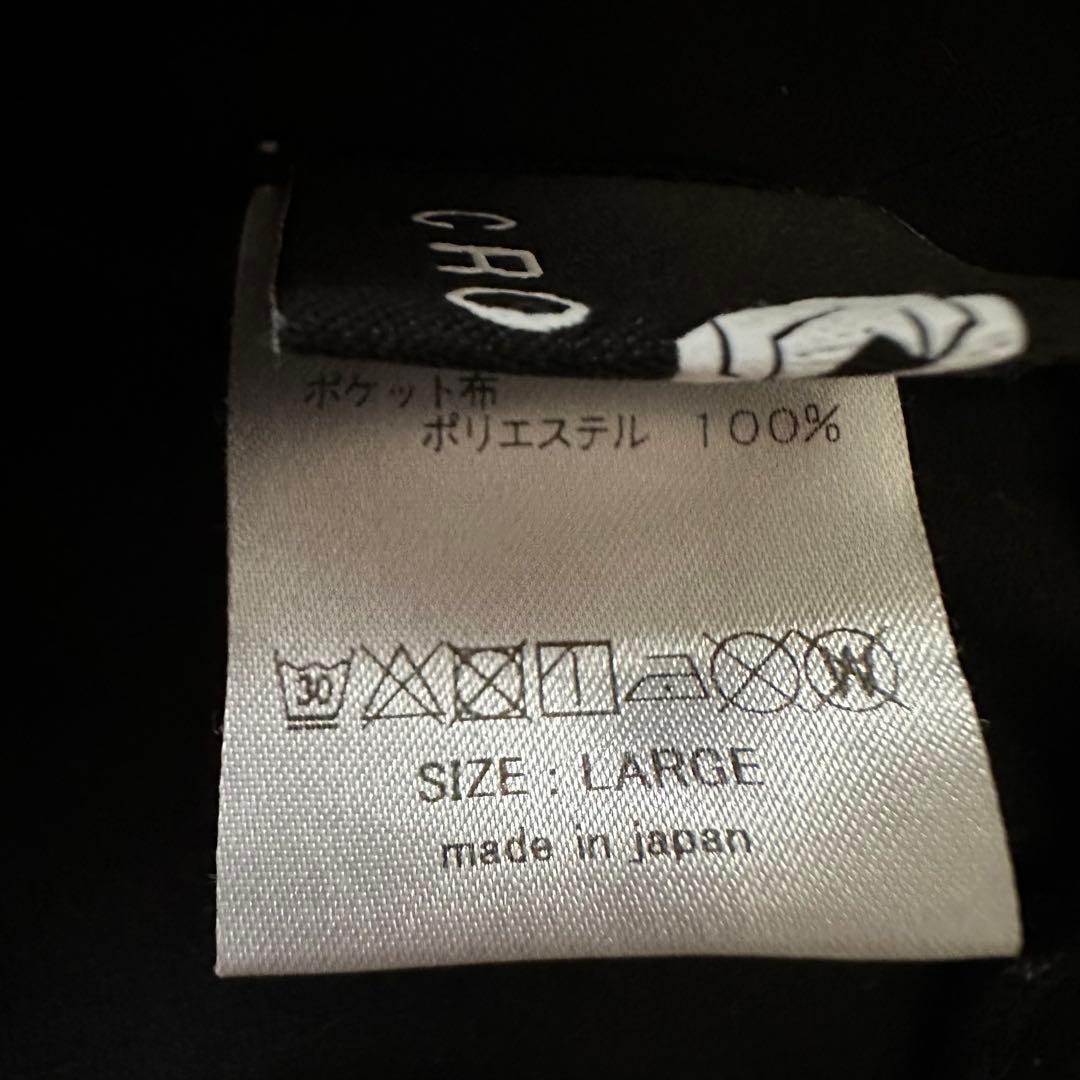 CRO
ポケット布
ポリエステル 100%
30
SIZE : LARGE
made in japan